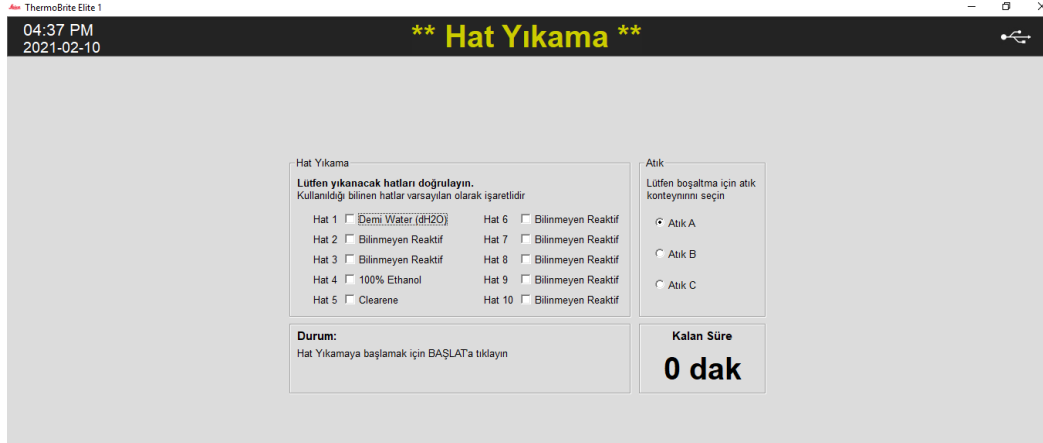 ThermoBrite Elite 1
04:37 PM
2021-02-10
** Hat Yıkama **
Hat Yıkama
Lütfen yıkanacak hatları doğrulayın.
Kullanıldığı bilinen hatlar varsayılan olarak işaretlidir
Hat 1 Demi Water (dH2O)
Hat 2 Bilinmeyen Reaktif
Hat 3 Bilinmeyen Reaktif
Hat 4 100% Ethanol
Hat 5 Clearene
Hat 6 Bilinmeyen Reaktif
Hat 7 Bilinmeyen Reaktif
Hat 8 Bilinmeyen Reaktif
Hat 9 Bilinmeyen Reaktif
Hat 10 Bilinmeyen Reaktif
Atık
Lütfen boşaltma için atık
konteynırını seçin
Atık A
Atık B
Atık C
Durum:
Hat Yıkamaya başlamak için BAŞLAT'a tıklayın
Kalan Süre
0 dak